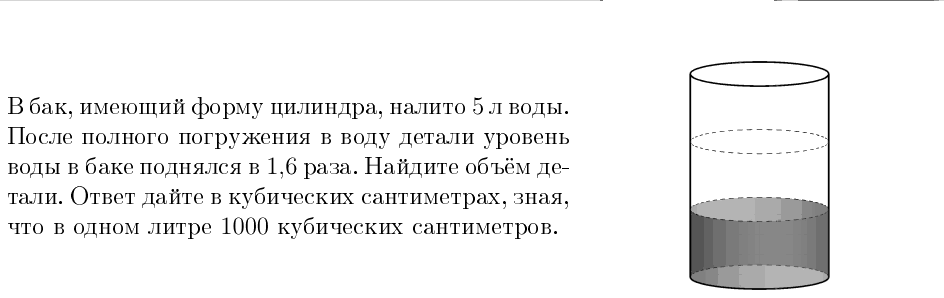 В бак, имеющий форму цилиндра, налито 5 л воды.
После полного погружения в воду детали уровень
воды в баке поднялся в 1,6 раза. Найдите объём де-
тали. Ответ дайте в кубических сантиметрах, зная,
что в одном литре 1000 кубических сантиметров.